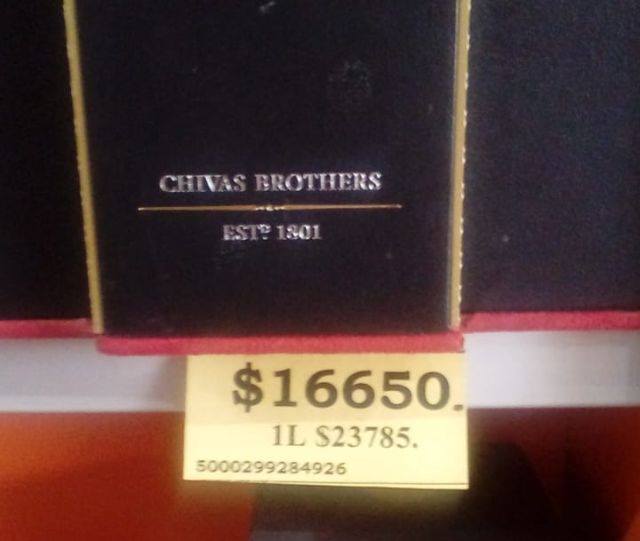 CHIVAS BROTHERS
ESTD 1801
$16650.
1L $23785.
5000299284926